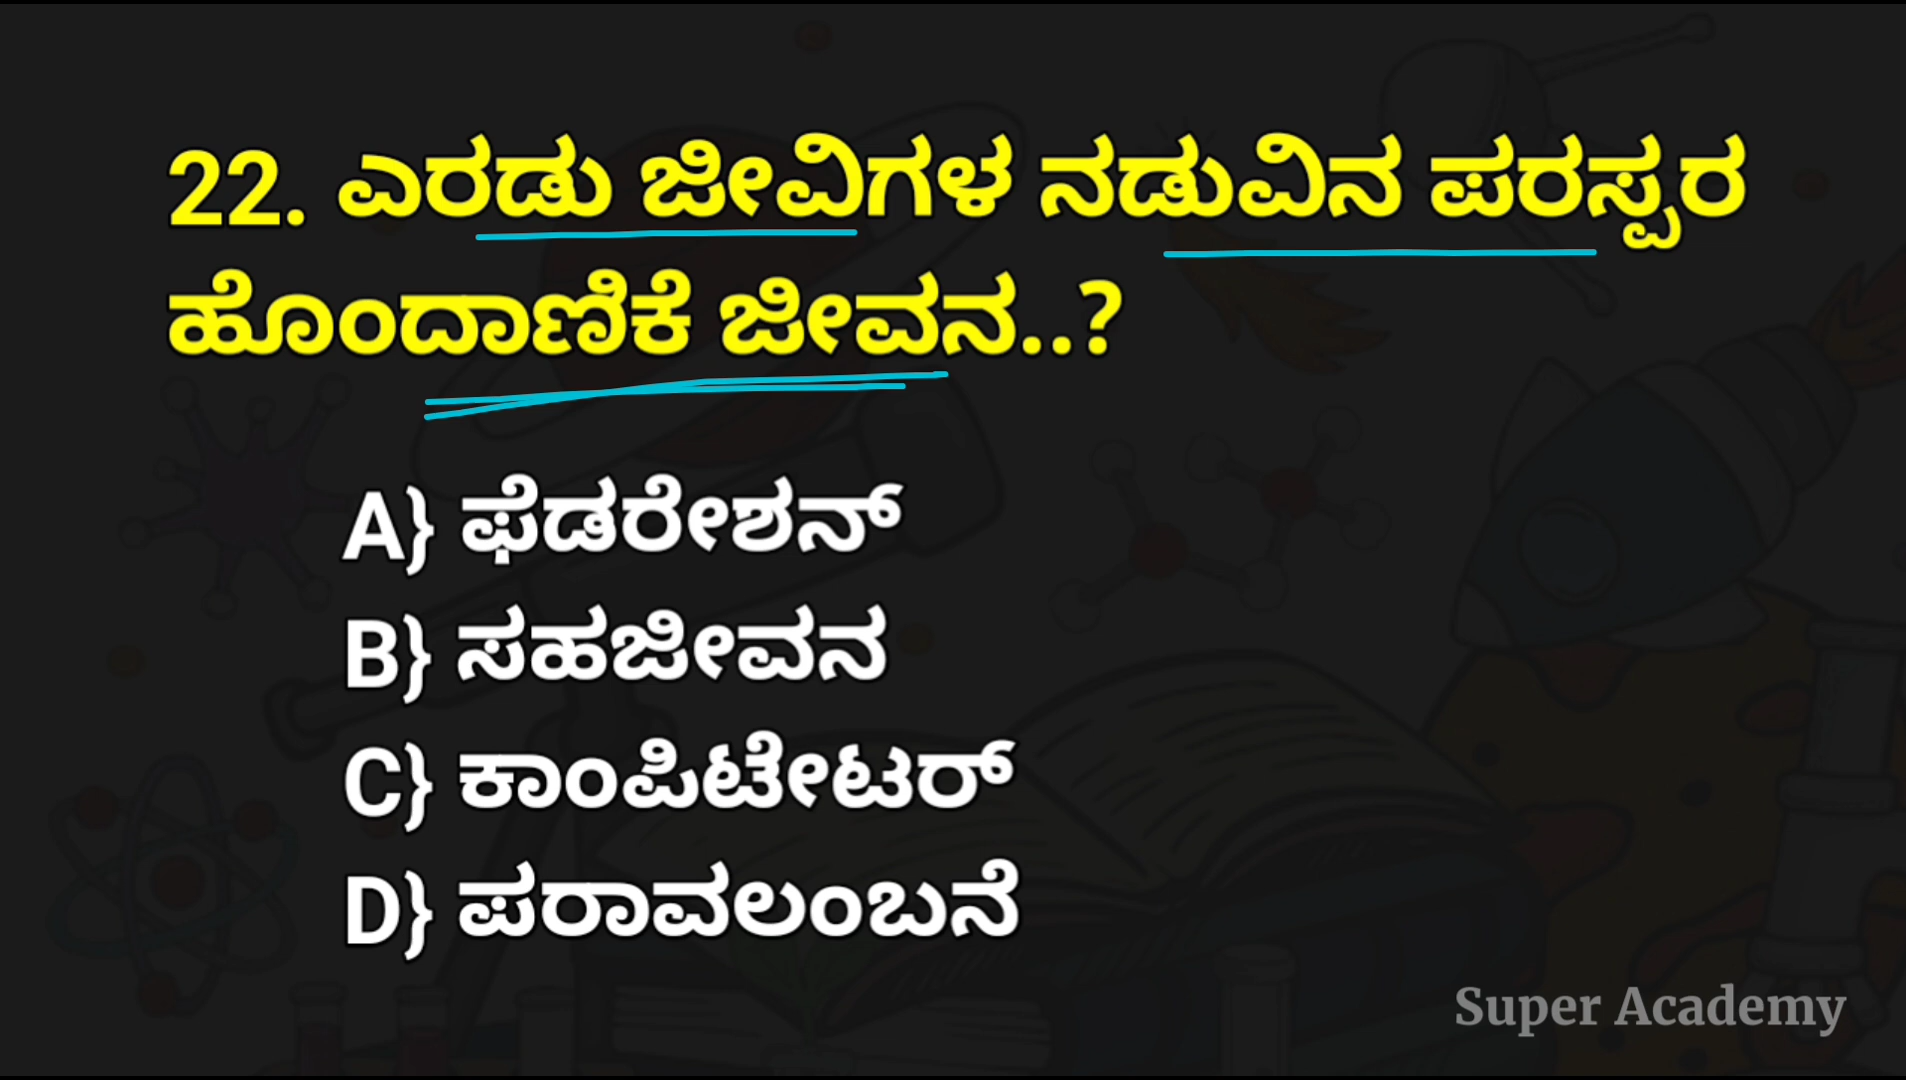 22. ಎರಡು ಜೀವಿಗಳ ನಡುವಿನ ಪರಸ್ಪರ
ಹೊಂದಾಣಿಕೆ ಜೀವನ..?
A} ಫೆಡರೇಶನ್
B} ಸಹಜೀವನ
C} ಕಾಂಪಿಟೇಟರ್
D} ಪರಾವಲಂಬನೆ
Super Academy